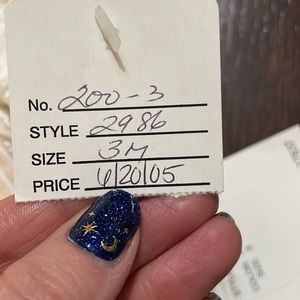 No. 200-3
STYLE 2986
SIZE 3M
PRICE 6/20/05